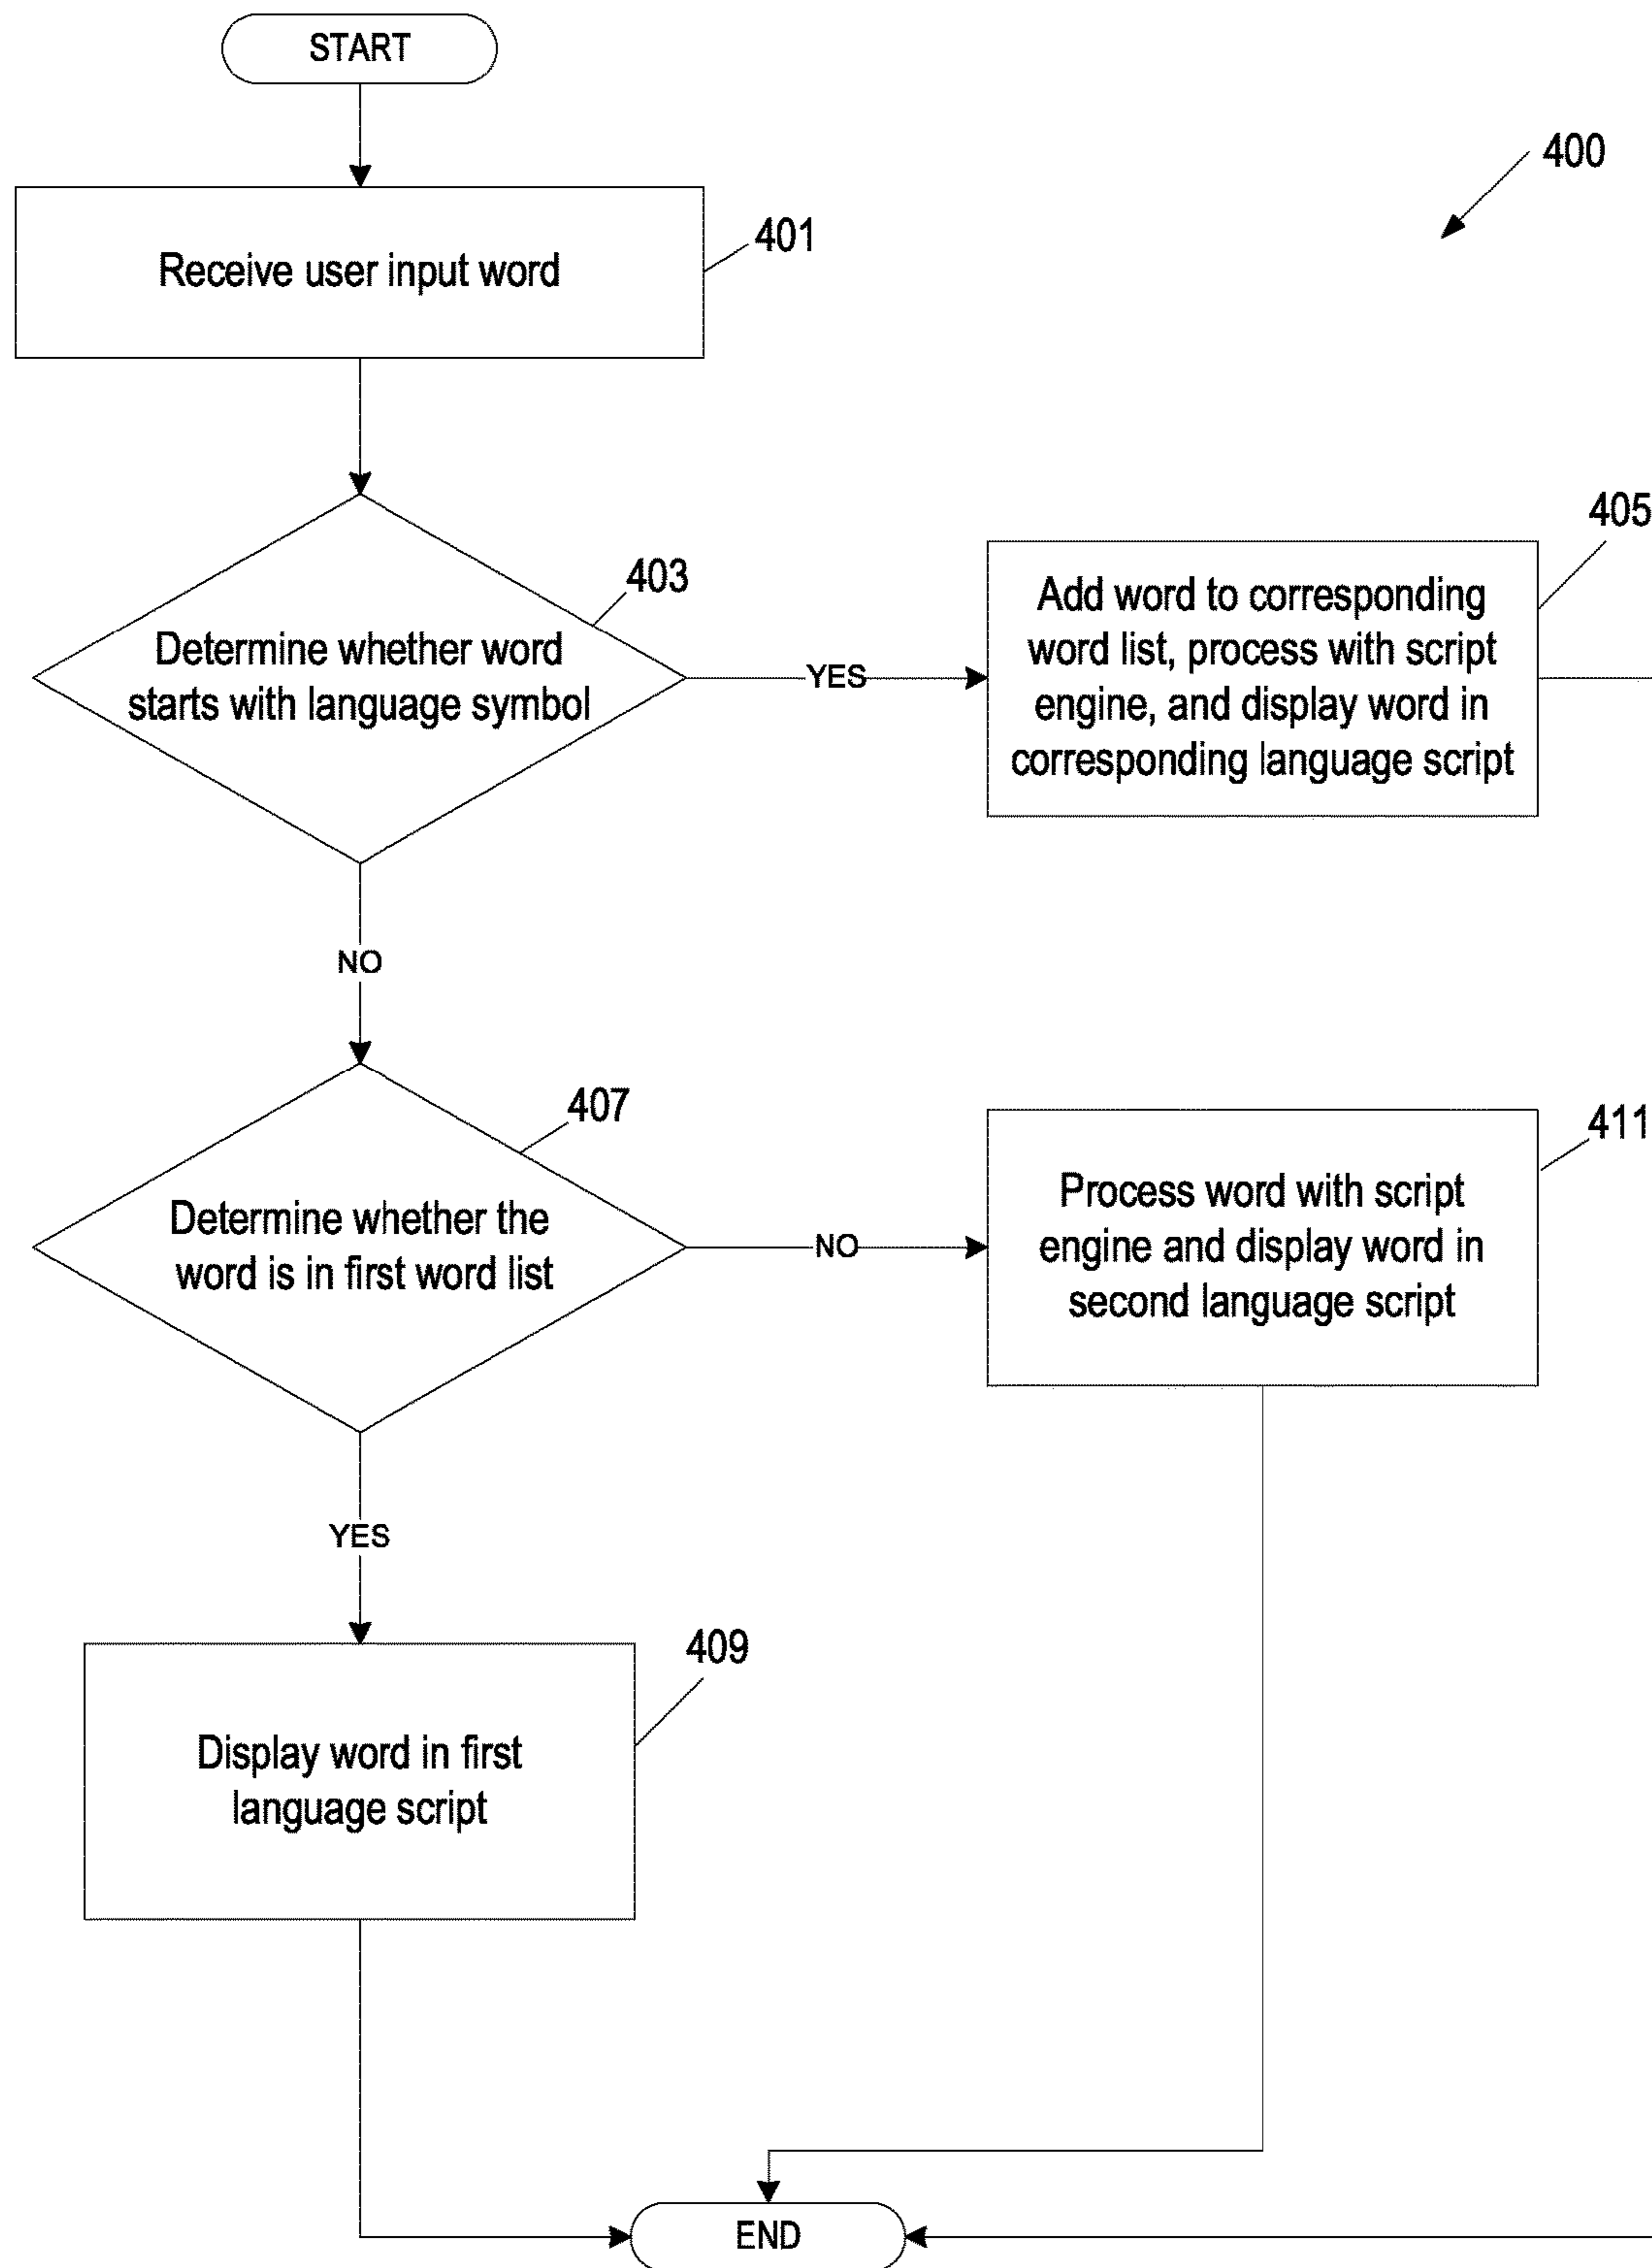 START
400
Receive user input word
401
Determine whether word
starts with language symbol
403
YES
Add word to corresponding
word list, process with script
engine, and display word in
corresponding language script
405
NO
Determine whether the
word is in first word list
407
NO
Process word with script
engine and display word in
second language script
411
YES
Display word in first
language script
409
END